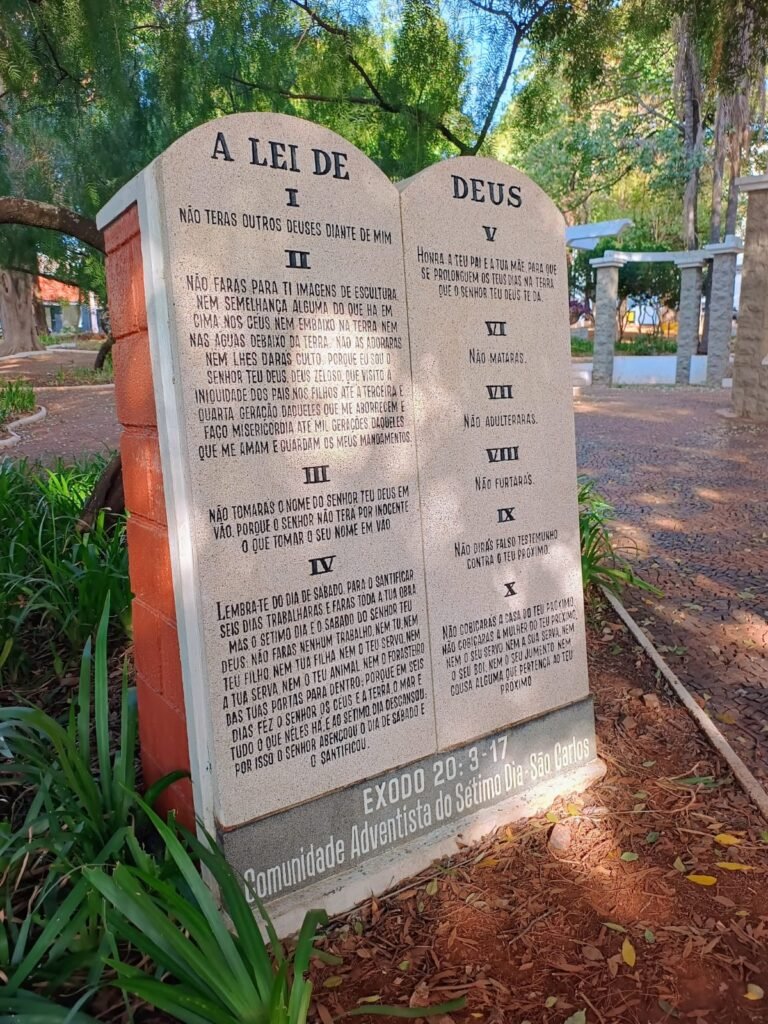 A LEI DE
I
NÃO TERAS OUTROS DEUSES DIANTE DE MIM
II
NÃO FARAS PARA TI IMAGENS DE ESCULTURA,
NEM SEMELHANÇA ALGUMA DO QUE HA EM
CIMA NOS CEUS NEM EMBAIXO NA TERRA NEM
NAS AGUAS DEBAIXO DA TERRA. NÃO AS ADORARAS
NEM LHES DARAS CULTO, PORQUE EU SOU O
SENHOR TEU DEUS, DEUS ZELOSO, QUE VISITO A
INIQUIDADE DOS PAIS NOS FILHOS ATÉ A TERCEIRA E
QUARTA GERAÇÃO DAQUELES QUE ME ABORRECEM E
FAÇO MISERICORDIA ATE MIL GERAÇÕES DAQUELES
QUE ME AMAM E GUARDAM OS MEUS MANDAMENTOS.
III
NÃO TOMARAS O NOME DO SENHOR TEU DEUS EM
VÃO, PORQUE O SENHOR NÃO TERA POR INOCENTE
O QUE TOMAR O SEU NOME EM VÃO
IV
LEMBRA-TE DO DIA DE SABADO, PARA O SANTIFICAR
SEIS DIAS TRABALHARAS E FARAS TODA A TUA OBRA
MAS O SETIMO DIA E O SABADO DO SENHOR TEU
DEUS; NÃO FARAS NENHUM TRABALHO, NEM TU, NEM
TEU FILHO, NEM TUA FILHA NEM O TEU SERVO, NEM
A TUA SERVA, NEM O TEU ANIMAL, NEM O FORASTEIRO
DAS TUAS PORTAS PARA DENTRO; PORQUE EM SEIS
DIAS FEZ O SENHOR OS CEUS E A TERRA, O MAR E
TUDO O QUE NELES HA, E AO SETIMO DIA DESCANSOU;
POR ISSO O SENHOR ABENÇOOU O DIA DE SABADO E
O SANTIFICOU.
DEUS
V
HONRA A TEU PAI E A TUA MÃE, PARA QUE
SE PROLONGUEM OS TEUS DIAS NA TERRA
QUE O SENHOR TEU DEUS TE DA.
VI
NÃO MATARAS.
VII
NÃO ADULTERARAS.
VIII
NÃO FURTARAS.
IX
NÃO DIRAS FALSO TESTEMUNHO
CONTRA O TEU PROXIMO.
X
NÃO COBIÇARAS A CASA DO TEU PROXIMO,
NÃO COBIÇARAS A MULHER DO TEU PROXIMO,
NEM O SEU SERVO NEM A SUA SERVA, NEM
O SEU BOI, NEM O SEU JUMENTO, NEM
COUSA ALGUMA QUE PERTENÇA AO TEU
PROXIMO
EXODO 20: 3-17
Comunidade Adventista do Sétimo Dia - São Carlos